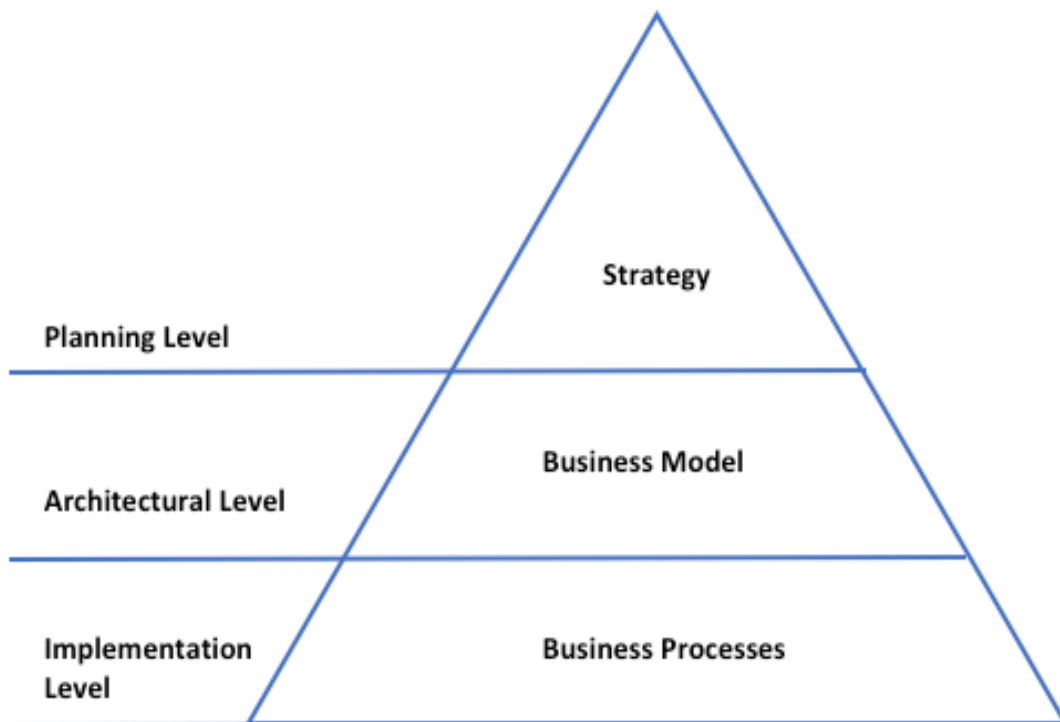 Strategy
Planning Level
Business Model
Architectural Level
Implementation
Level
Business Processes